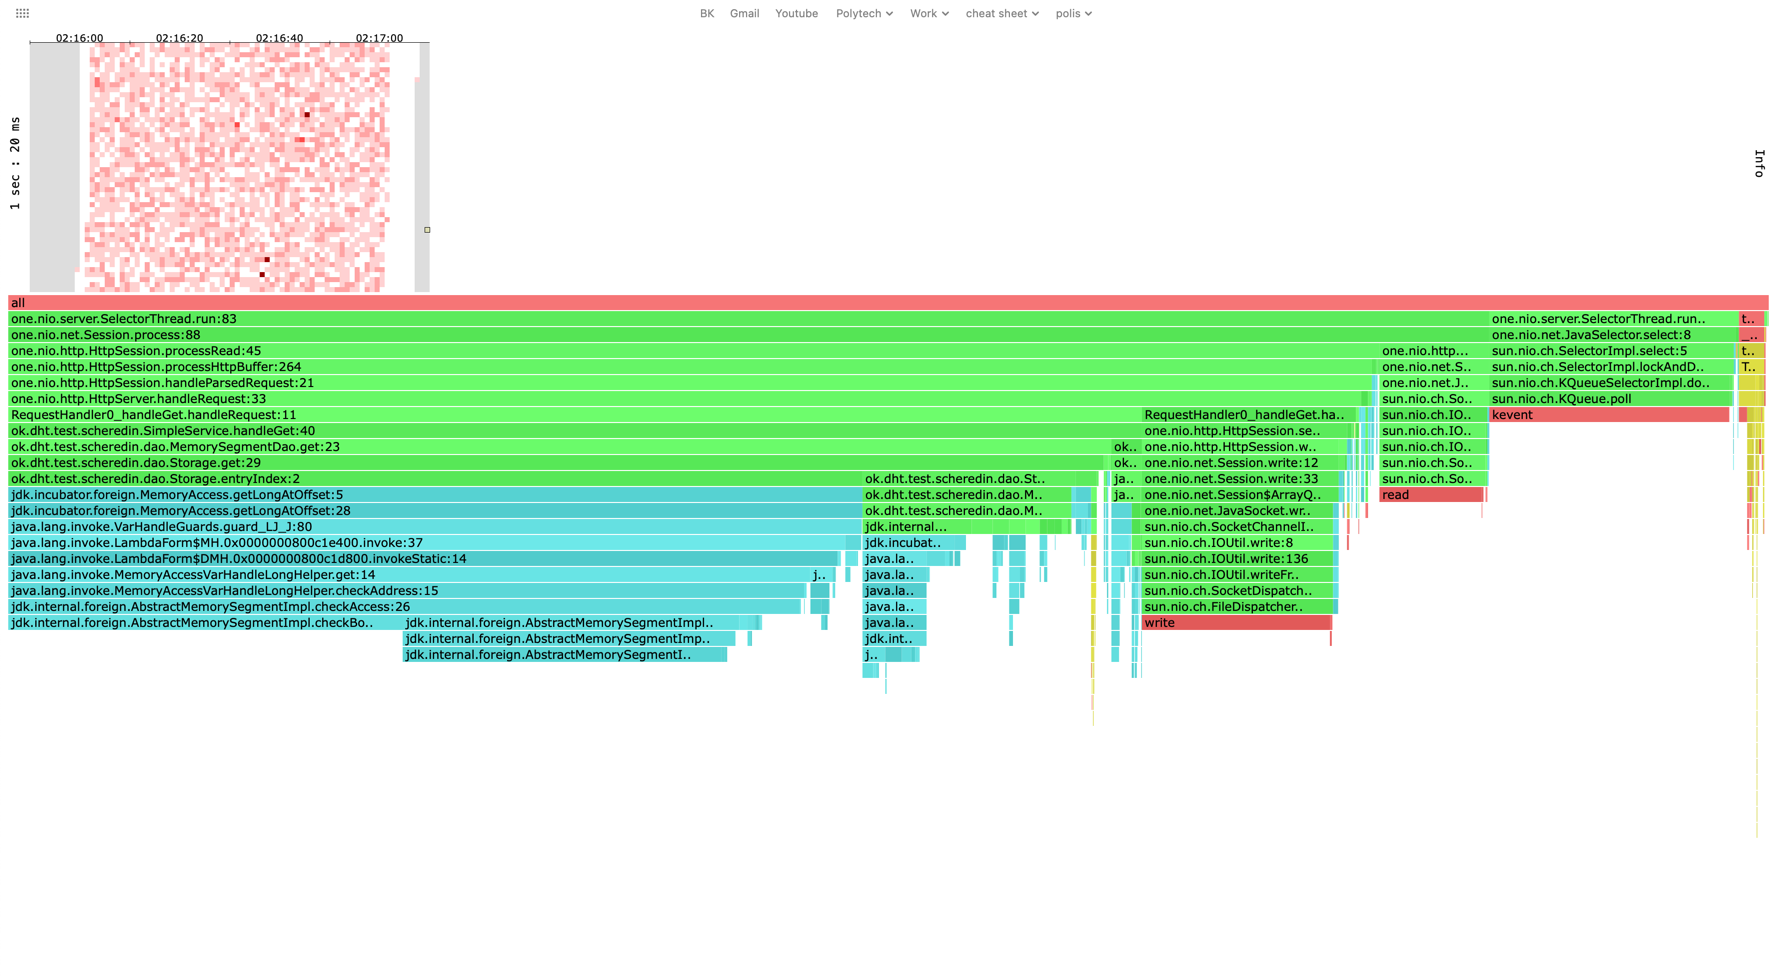 BK Gmail Youtube Polytech Work cheat sheet polis
02:16:00 02:16:20 02:16:40 02:17:00
1 sec : 20 ms
Info
all
one.nio.server.SelectorThread.run:83 one.nio.server.SelectorThread.run.. t..
one.nio.net.Session.process:88 one.nio.net.JavaSelector.select:8 _..
one.nio.http.HttpSession.processRead:45 one.nio.http... sun.nio.ch.SelectorImpl.select:5 t..
one.nio.http.HttpSession.processHttpBuffer:264 one.nio.net.S.. sun.nio.ch.SelectorImpl.lockAndD.. T..
one.nio.http.HttpSession.handleParsedRequest:21 one.nio.net.J.. sun.nio.ch.KQueueSelectorImpl.do..
one.nio.http.HttpServer.handleRequest:33 sun.nio.ch.So.. sun.nio.ch.KQueue.poll
RequestHandler0_handleGet.handleRequest:11 RequestHandler0_handleGet.ha.. sun.nio.ch.IO.. kevent
ok.dht.test.scheredin.SimpleService.handleGet:40 one.nio.http.HttpSession.se.. sun.nio.ch.IO..
ok.dht.test.scheredin.dao.MemorySegmentDao.get:23 ok.. one.nio.http.HttpSession.w.. sun.nio.ch.IO..
ok.dht.test.scheredin.dao.Storage.get:29 ok.. one.nio.net.Session.write:12 sun.nio.ch.So..
ok.dht.test.scheredin.dao.Storage.entryIndex:2 ok.dht.test.scheredin.dao.St.. ja.. one.nio.net.Session.write:33 sun.nio.ch.So..
jdk.incubator.foreign.MemoryAccess.getLongAtOffset:5 ok.dht.test.scheredin.dao.M.. ja.. one.nio.net.Session$ArrayQ.. read
jdk.incubator.foreign.MemoryAccess.getLongAtOffset:28 ok.dht.test.scheredin.dao.M.. one.nio.net.JavaSocket.wr..
java.lang.invoke.VarHandleGuards.guard_LJ_J:80 jdk.internal... sun.nio.ch.SocketChannelI..
java.lang.invoke.LambdaForm$MH.0x0000000800c1e400.invoke:37 jdk.incubat.. sun.nio.ch.IOUtil.write:8
java.lang.invoke.LambdaForm$DMH.0x0000000800c1d800.invokeStatic:14 java.la.. sun.nio.ch.IOUtil.write:136
java.lang.invoke.MemoryAccessVarHandleLongHelper.get:14 j.. java.la.. sun.nio.ch.IOUtil.writeFr..
java.lang.invoke.MemoryAccessVarHandleLongHelper.checkAddress:15 java.la.. sun.nio.ch.SocketDispatch..
jdk.internal.foreign.AbstractMemorySegmentImpl.checkAccess:26 java.la.. sun.nio.ch.FileDispatcher..
jdk.internal.foreign.AbstractMemorySegmentImpl.checkBo.. jdk.internal.foreign.AbstractMemorySegmentImpl.. java.la.. write
jdk.internal.foreign.AbstractMemorySegmentImp.. jdk.int..
jdk.internal.foreign.AbstractMemorySegmentI.. j..